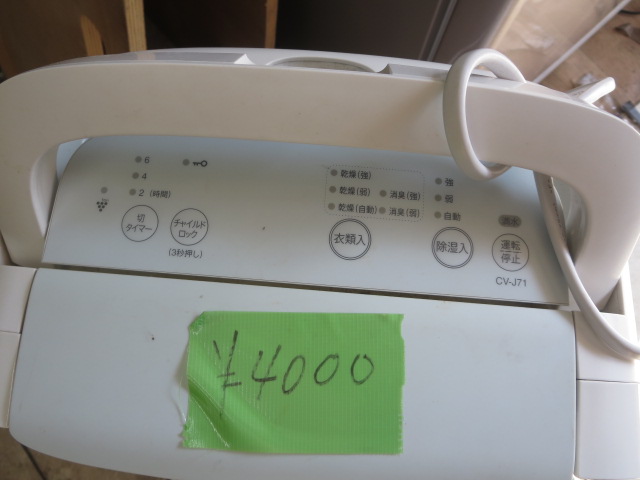 6
4
2 (時間)
切
タイマー
チャイルド
ロック
(3秒押し)
乾燥(強)
乾燥(弱)
消臭(強)
乾燥(自動)
消臭(弱)
衣類入
強
弱
自動
除湿入
満水
運転
停止
CV-J71
¥4000